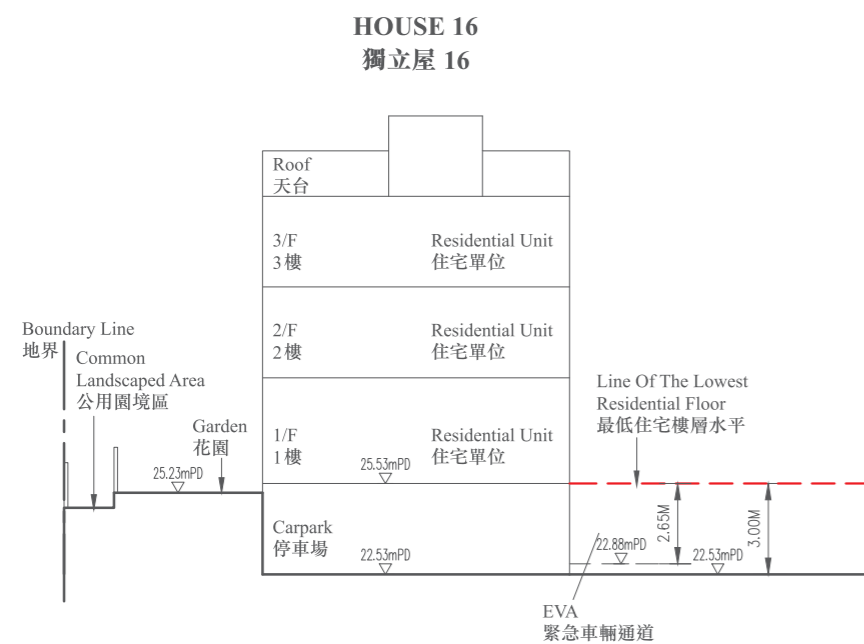 HOUSE 16
獨立屋 16
Roof
天台
3/F
3樓
Residential Unit
住宅單位
2/F
2樓
Residential Unit
住宅單位
Boundary Line
地界
Common
Landscaped Area
公用園境區
Garden
花園
25.23mPD
1/F
1樓
25.53mPD
Residential Unit
住宅單位
Line Of The Lowest
Residential Floor
最低住宅樓層水平
Carpark
停車場
22.53mPD
22.88mPD
2.65M
22.53mPD
3.00M
EVA
緊急車輛通道